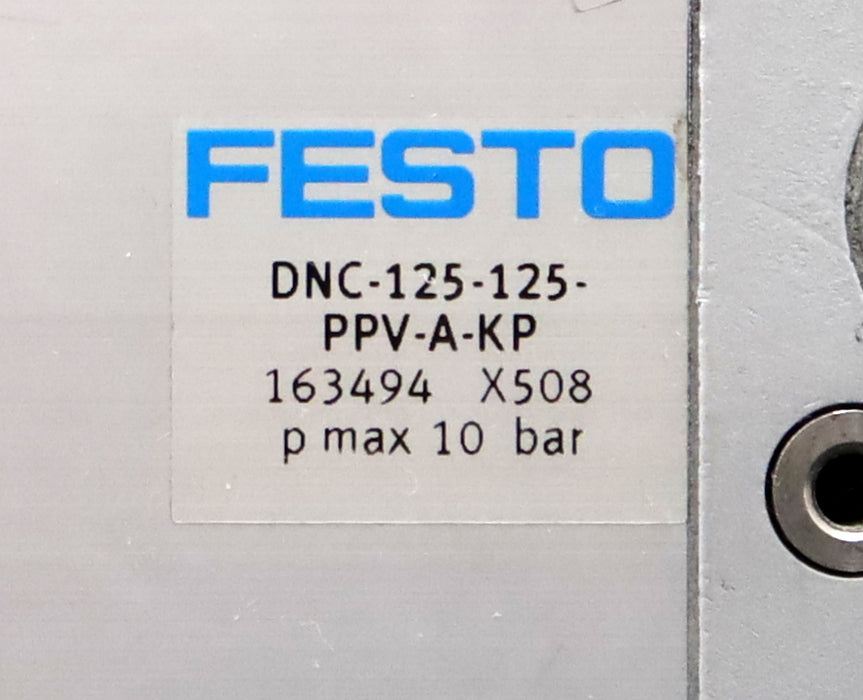 FESTO
DNC-125-125-
PPV-A-KP
163494 X508
p max 10 bar